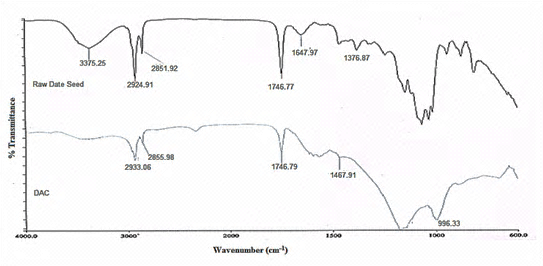 3375.25
2924.91
2851.92
1746.77
1647.97
1376.87
Raw Date Seed
% Transmittance
2933.06
2855.98
1746.79
1467.91
996.33
DAC
4000.0 3000 2000 1500 1000 600.0
Wavenumber (cm-1)